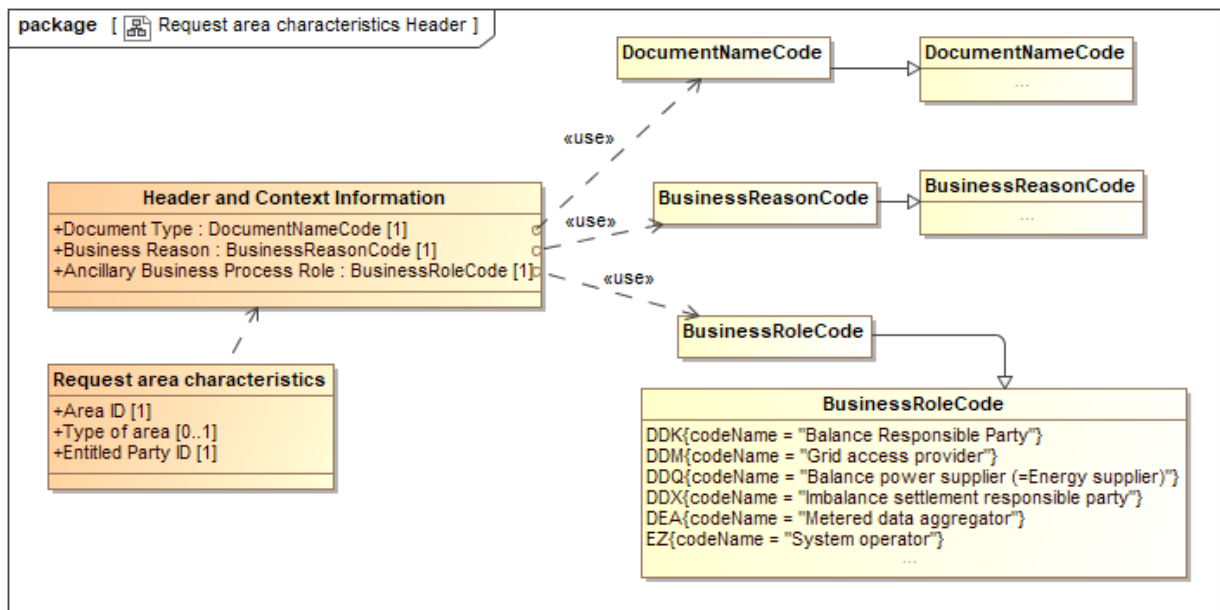 package [ Request area characteristics Header ]
DocumentNameCode
DocumentNameCode
...
«use»
Header and Context Information
+Document Type : DocumentNameCode [1]
+Business Reason : BusinessReasonCode [1]
+Ancillary Business Process Role : BusinessRoleCode [1]
«use»
BusinessReasonCode
BusinessReasonCode
...
«use»
BusinessRoleCode
Request area characteristics
+Area ID [1]
+Type of area [0..1]
+Entitled Party ID [1]
BusinessRoleCode
DDK{codeName = "Balance Responsible Party"}
DDM{codeName = "Grid access provider"}
DDQ{codeName = "Balance power supplier (=Energy supplier)"}
DDX{codeName = "Imbalance settlement responsible party"}
DEA{codeName = "Metered data aggregator"}
EZ{codeName = "System operator"}
...